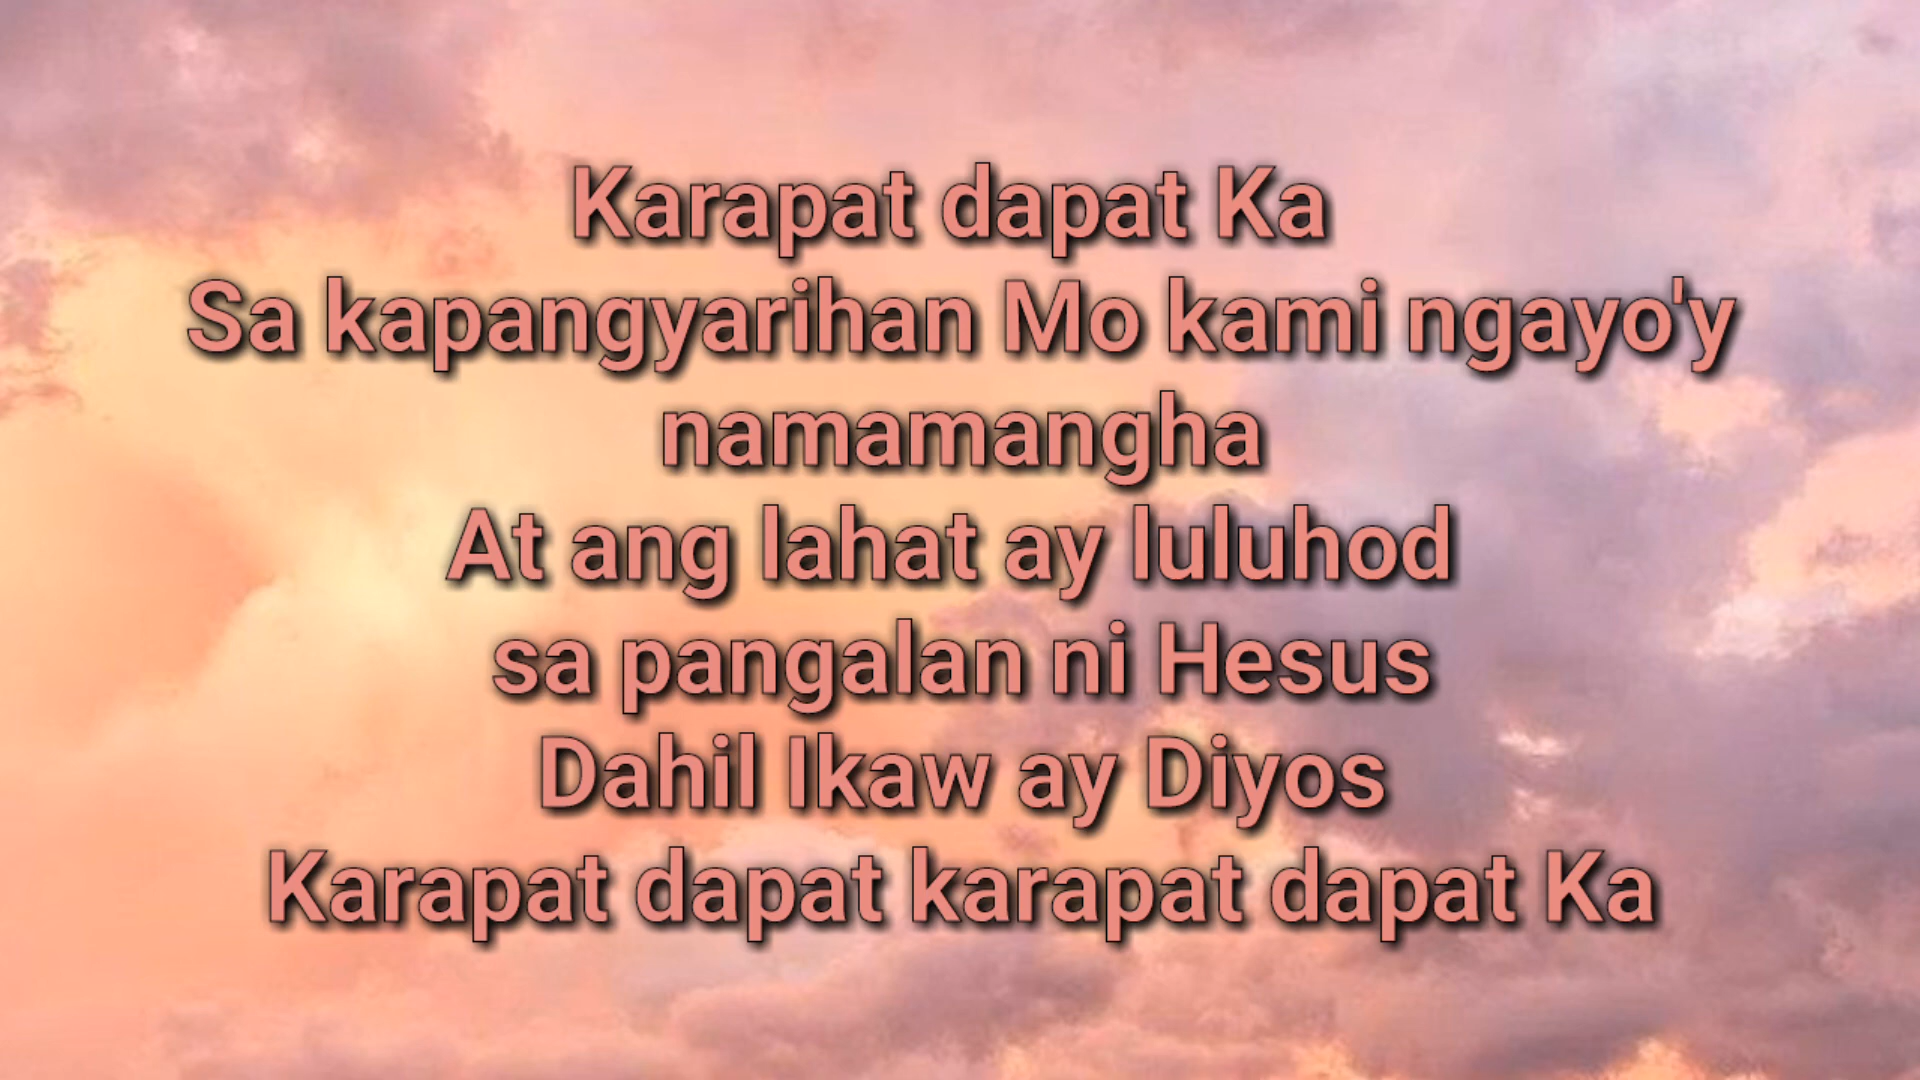 Karapat dapat Ka
Sa kapangyarihan Mo kami ngayo'y
namamangha
At ang lahat ay luluhod
sa pangalan ni Hesus
Dahil Ikaw ay Diyos
Karapat dapat karapat dapat Ka